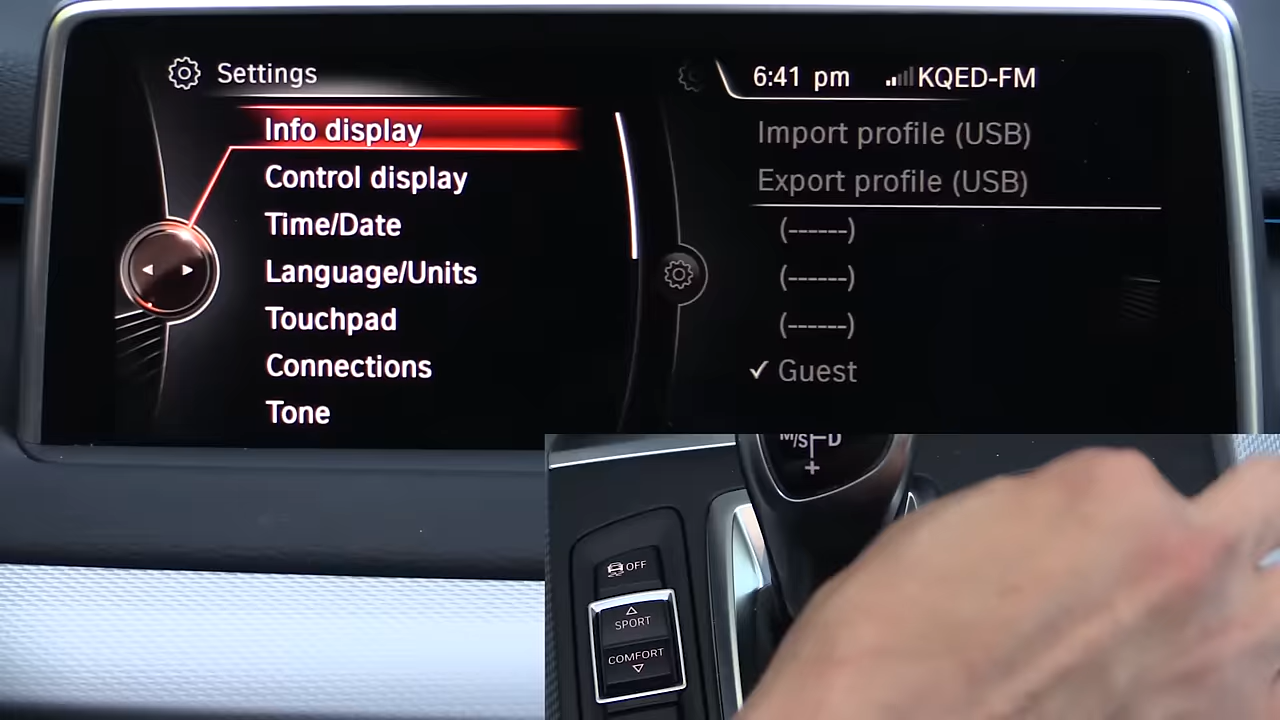 Settings
6:41 pm KQED-FM
Info display
Control display
Time/Date
Language/Units
Touchpad
Connections
Tone
Import profile (USB)
Export profile (USB)
(------)
(------)
(------)
✓ Guest
M/S D
+
OFF
SPORT
COMFORT